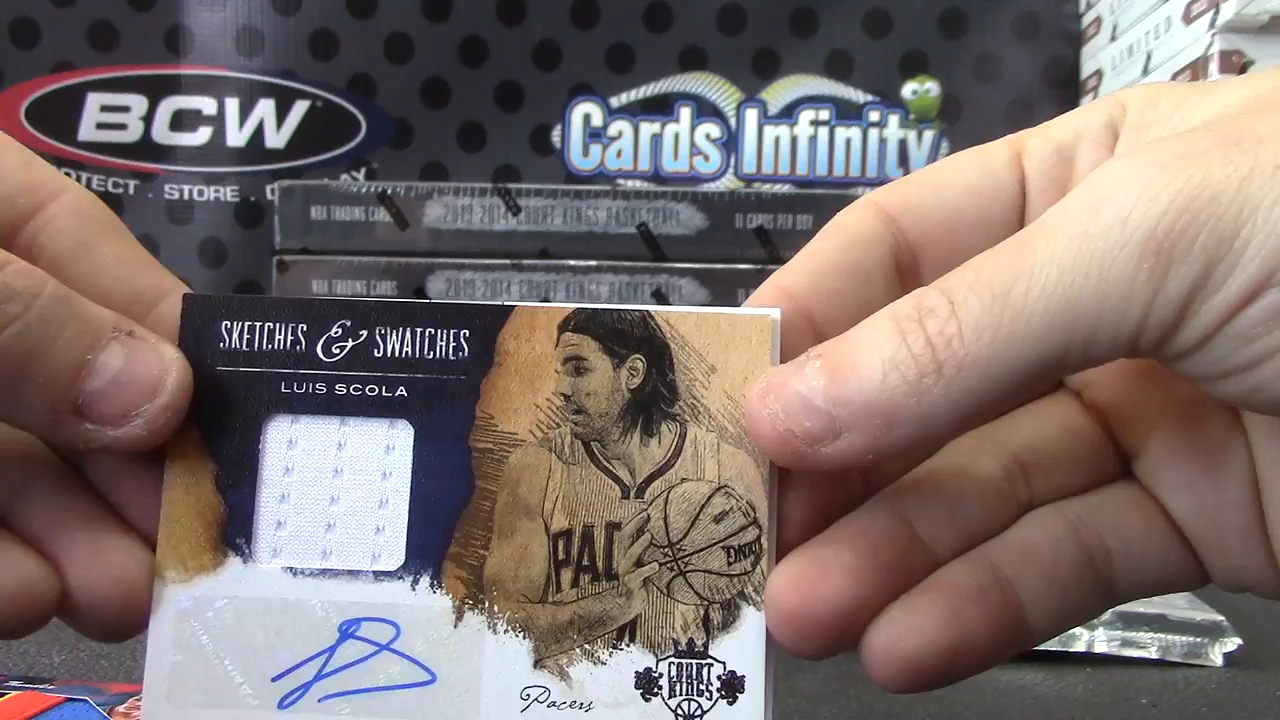 BCW
PROTECT . STORE . D
Cards Infinity
LIMITED
NBA TRADING CARDS 2013-2014 COURT KINGS BASKETBALL 11 CARDS PER BOX
NBA TRADING CARDS 2013-2014 COURT KINGS BASKETBALL
SKETCHES & SWATCHES
LUIS SCOLA
PAC
Pacers
COURT KINGS